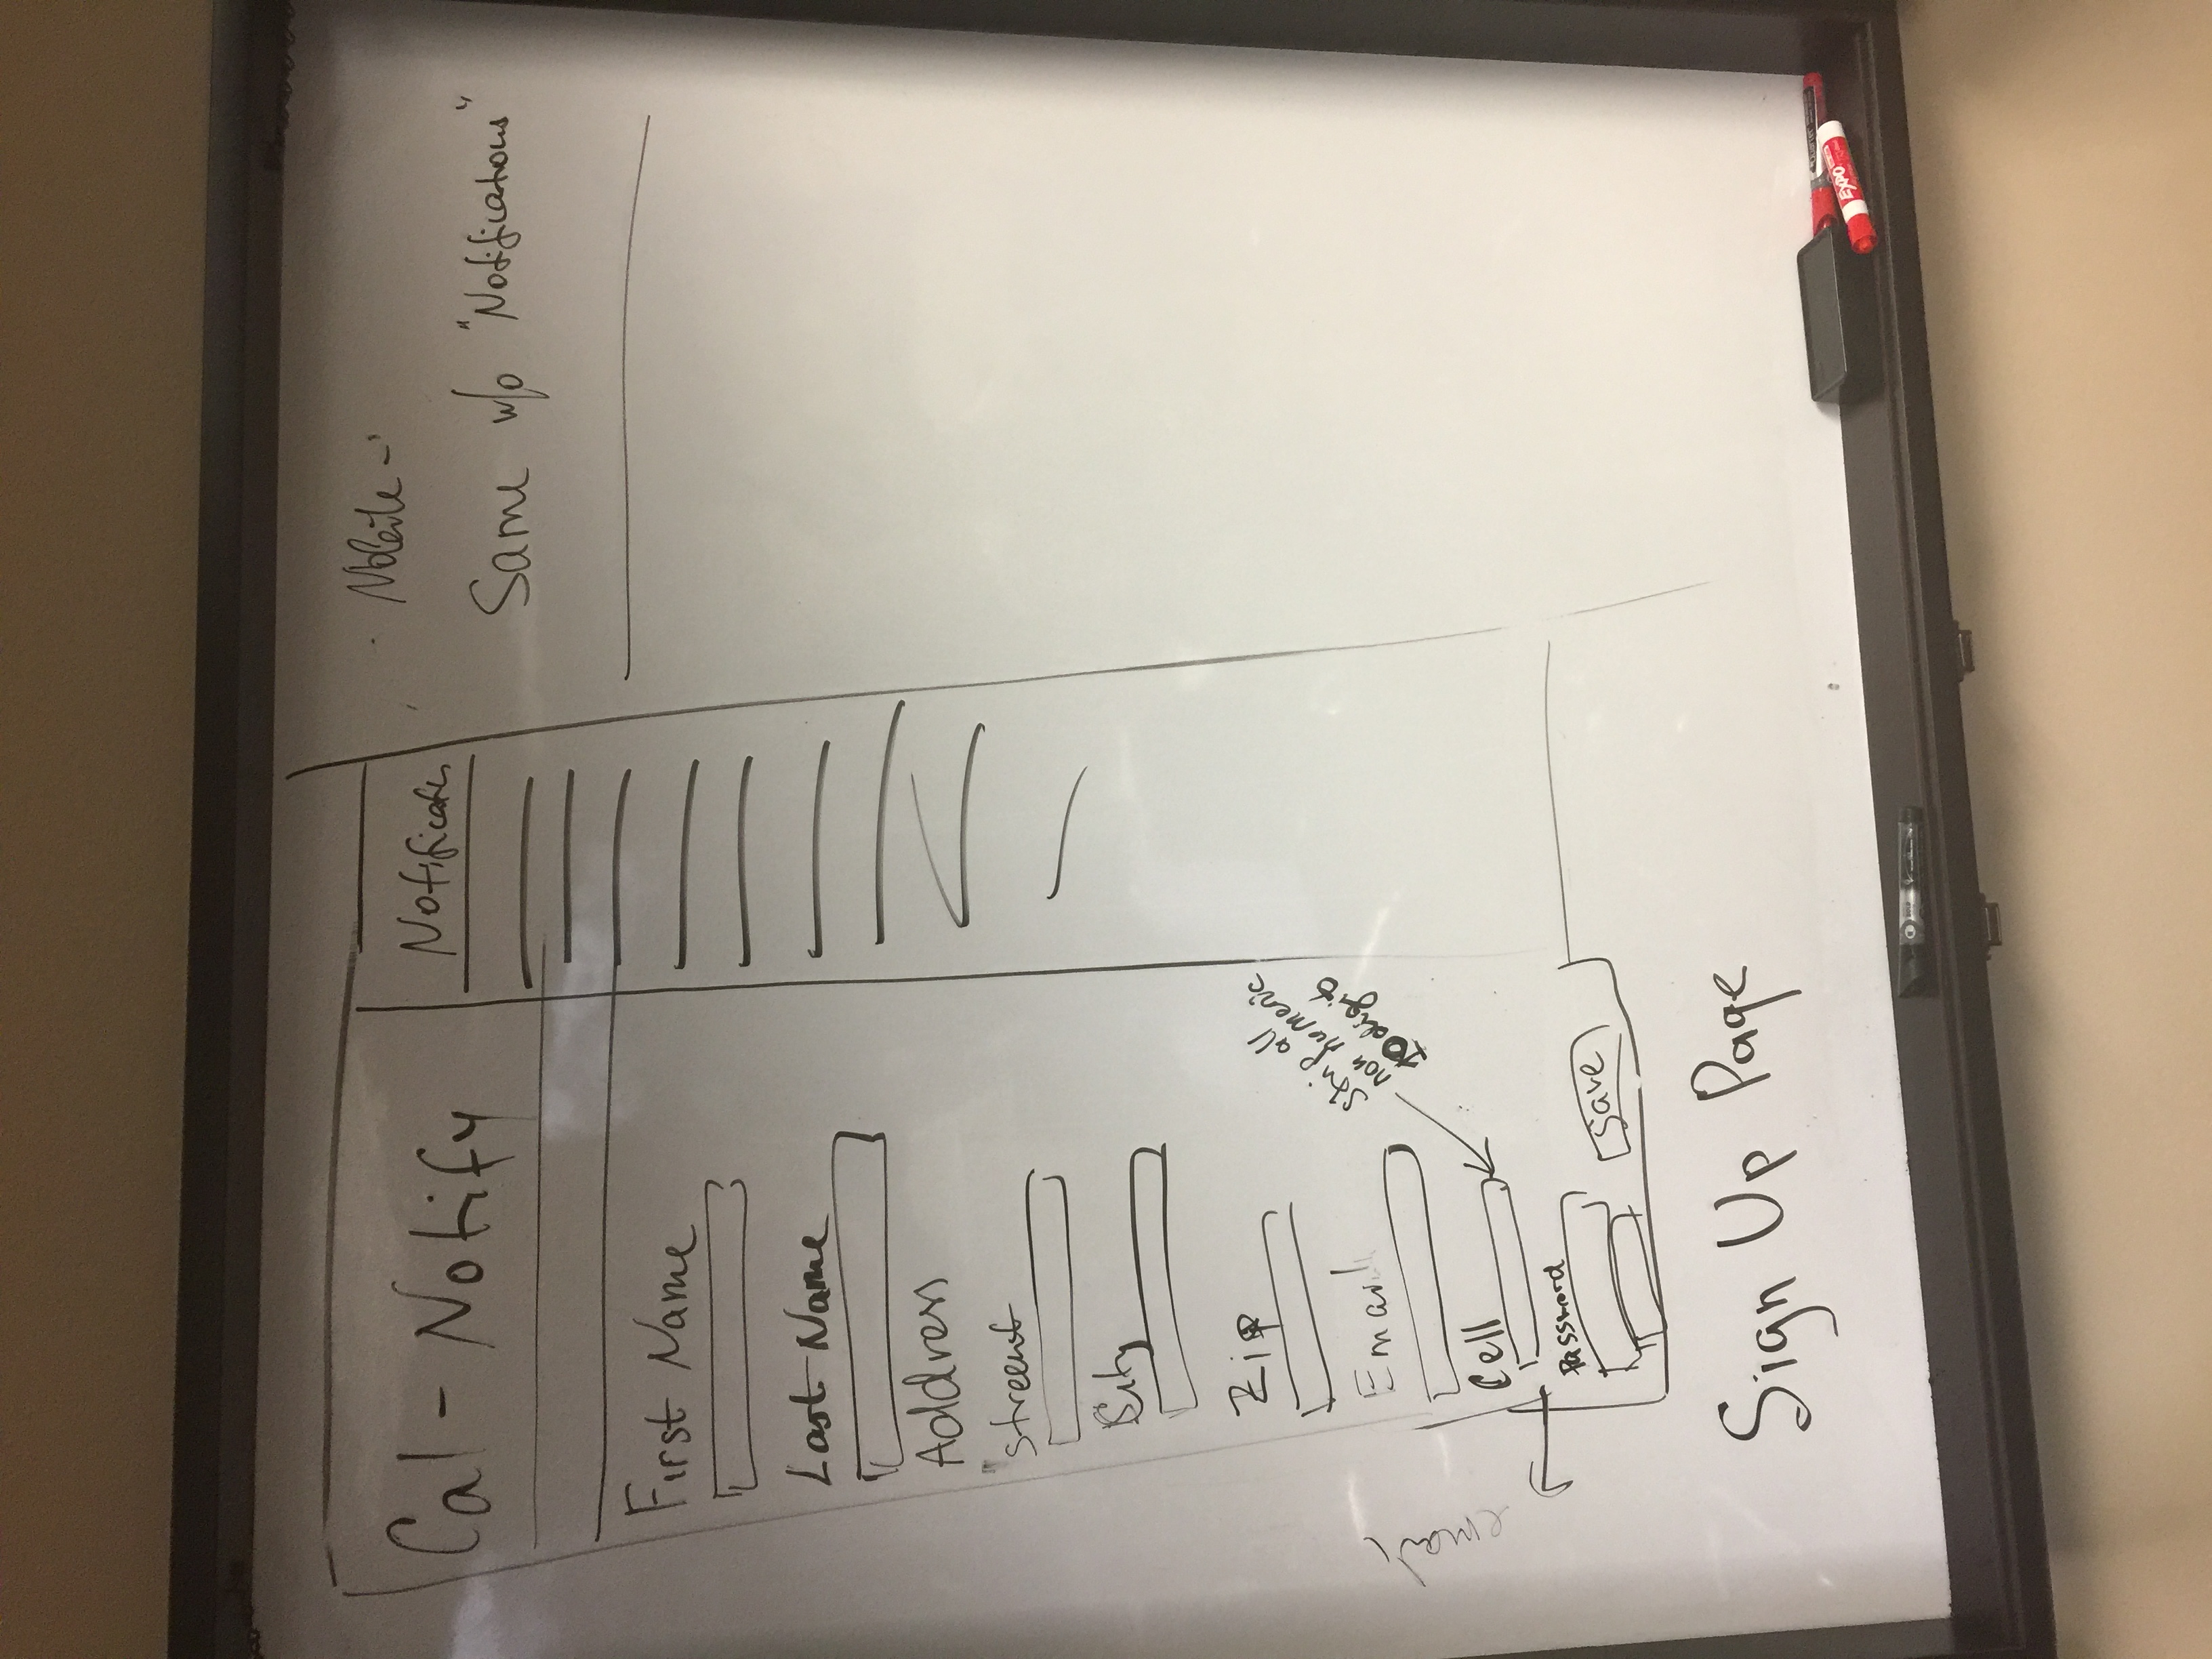 Cal - Notify
Notifications
First Name
Last Name
Address
Street
City
Zip
Email
Cell
Strip all
non numeric
10 digits
email
Password
Save
Sign Up Page
Mobile -
Same w/o "Notifications"
EXPO